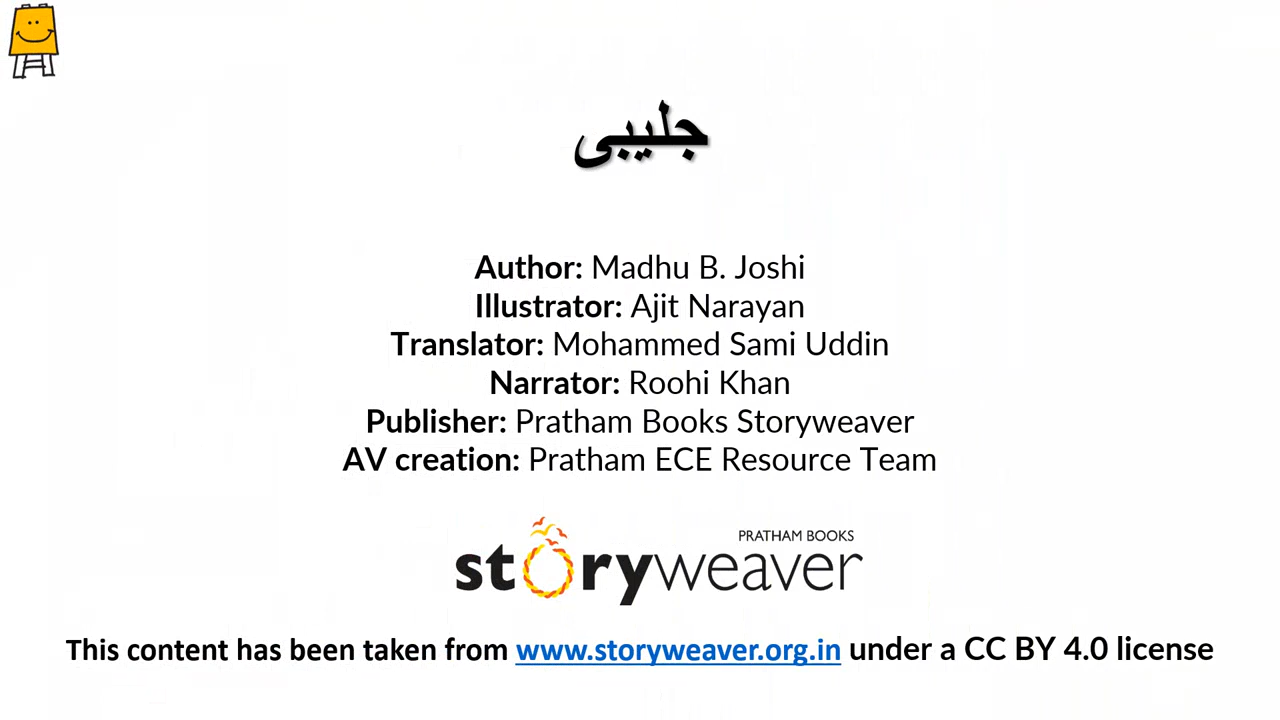 جلیبی
Author: Madhu B. Joshi
Illustrator: Ajit Narayan
Translator: Mohammed Sami Uddin
Narrator: Roohi Khan
Publisher: Pratham Books Storyweaver
AV creation: Pratham ECE Resource Team
PRATHAM BOOKS
storyweaver
This content has been taken from www.storyweaver.org.in under a CC BY 4.0 license